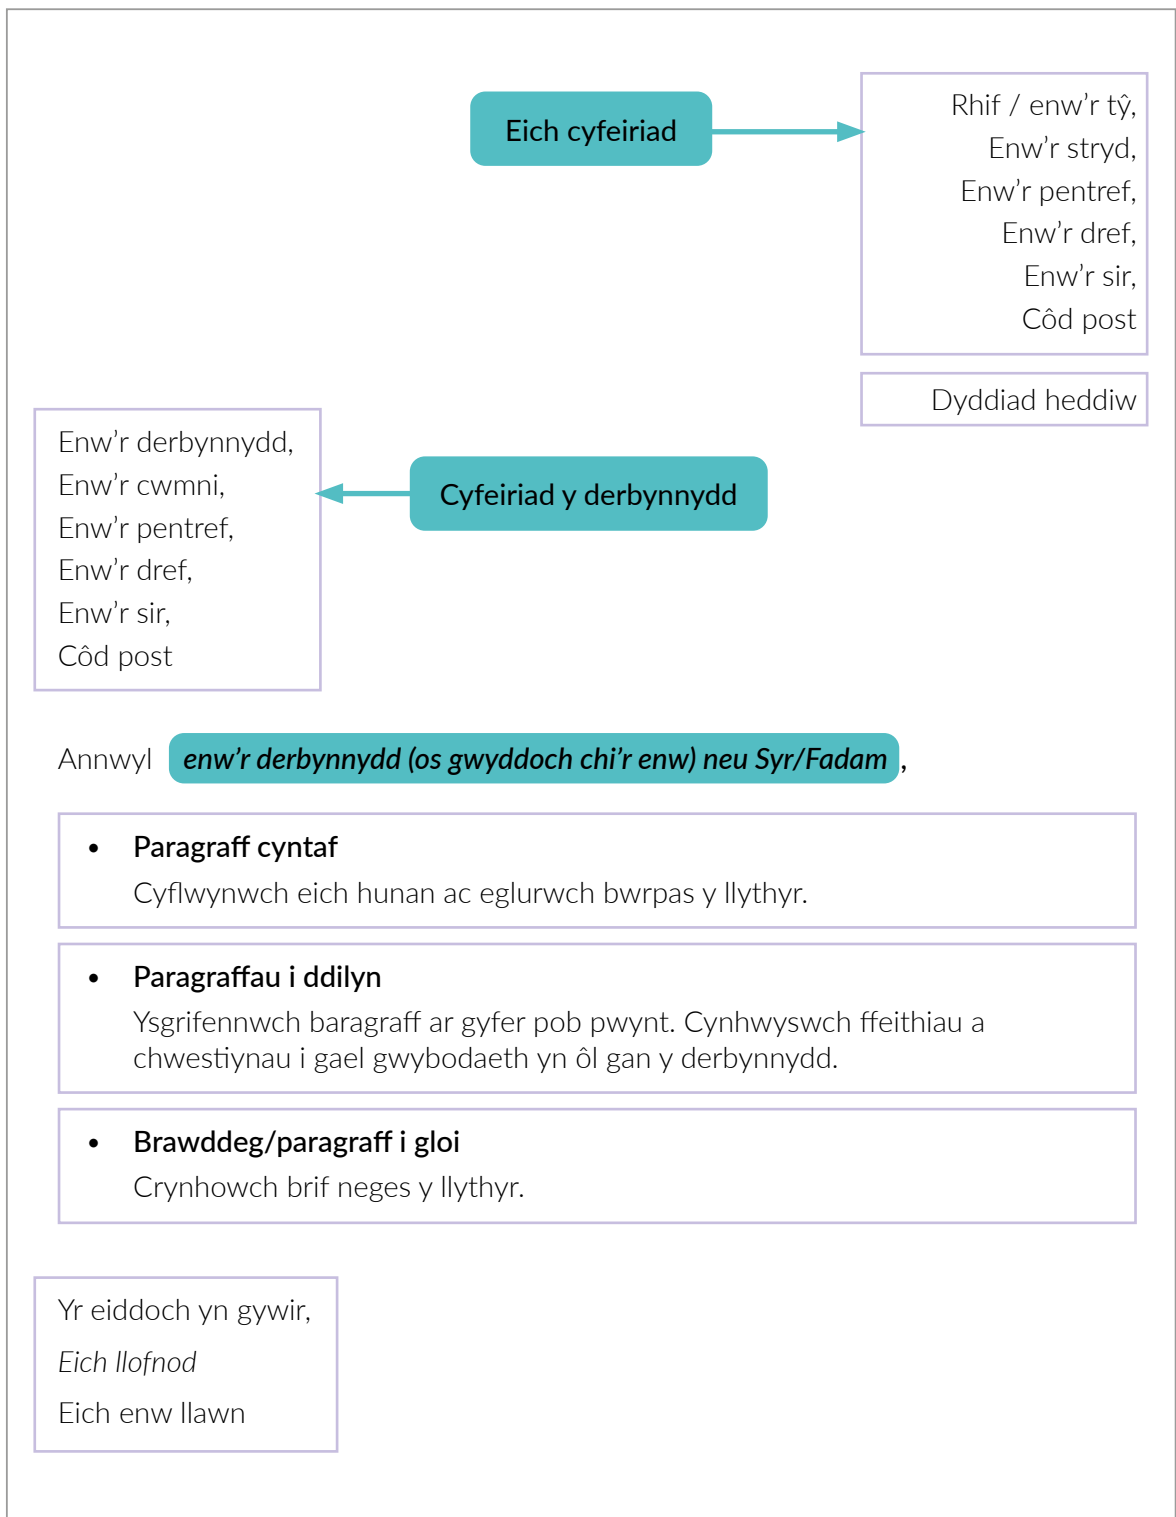 Eich cyfeiriad
Rhif / enw’r tŷ,
Enw’r stryd,
Enw’r pentref,
Enw’r dref,
Enw’r sir,
Côd post
Dyddiad heddiw
Enw’r derbynnydd,
Enw’r cwmni,
Enw’r pentref,
Enw’r dref,
Enw’r sir,
Côd post
Cyfeiriad y derbynnydd
Annwyl enw’r derbynnydd (os gwyddoch chi’r enw) neu Syr/Fadam,
• Paragraff cyntaf
Cyflwynwch eich hunan ac eglurwch bwrpas y llythyr.
• Paragraffau i ddilyn
Ysgrifennwch baragraff ar gyfer pob pwynt. Cynhwyswch ffeithiau a
chwestiynau i gael gwybodaeth yn ôl gan y derbynnydd.
• Brawddeg/paragraff i gloi
Crynhowch brif neges y llythyr.
Yr eiddoch yn gywir,
Eich llofnod
Eich enw llawn